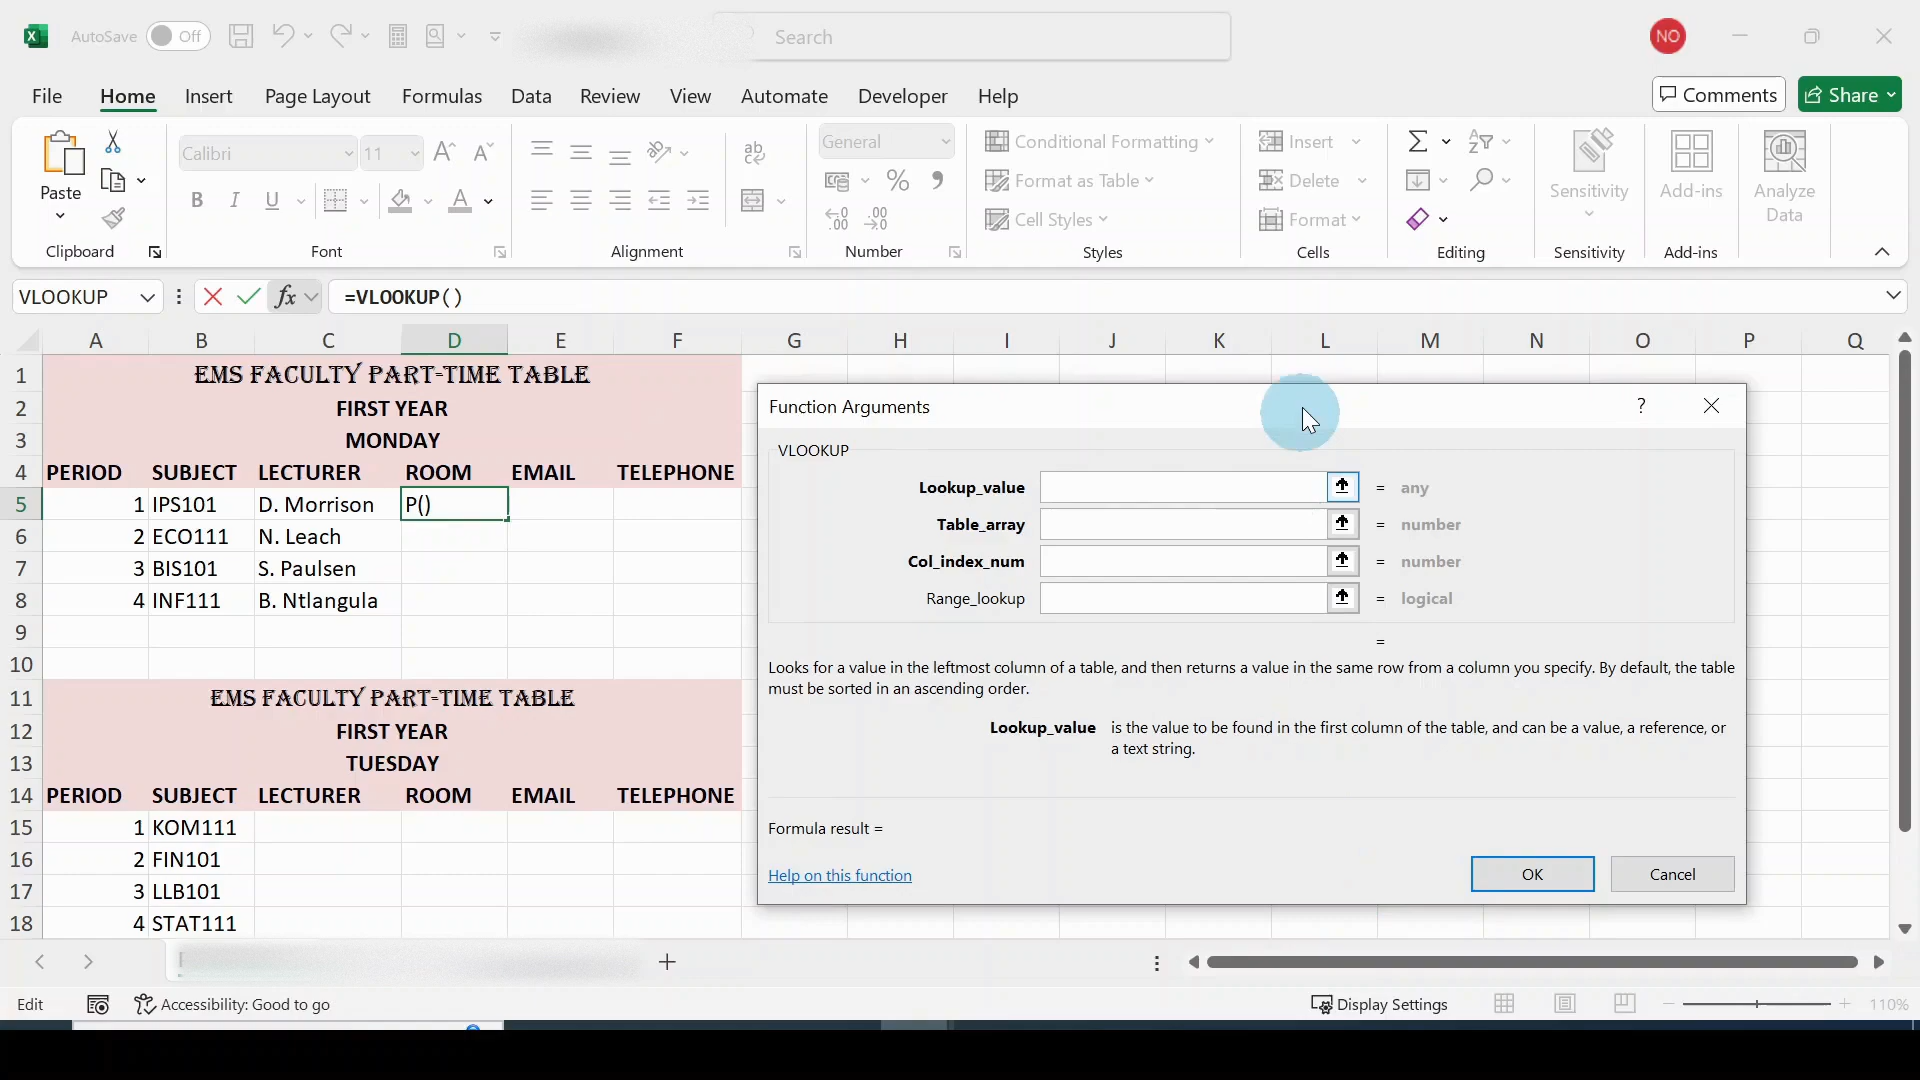 AutoSave Off Search NO
File Home Insert Page Layout Formulas Data Review View Automate Developer Help Comments Share
Paste Calibri 11 General Conditional Formatting Format as Table Cell Styles Insert Delete Format Sensitivity Add-ins Analyze Data
Clipboard Font Alignment Number Styles Cells Editing Sensitivity Add-ins
VLOOKUP fx =VLOOKUP()
A B C D E F G H I J K L M N O P Q
1 EMS FACULTY PART-TIME TABLE
2 FIRST YEAR
3 MONDAY
4 PERIOD SUBJECT LECTURER ROOM EMAIL TELEPHONE
5 1 IPS101 D. Morrison P()
6 2 ECO111 N. Leach
7 3 BIS101 S. Paulsen
8 4 INF111 B. Ntlangula
9
10
11 EMS FACULTY PART-TIME TABLE
12 FIRST YEAR
13 TUESDAY
14 PERIOD SUBJECT LECTURER ROOM EMAIL TELEPHONE
15 1 KOM111
16 2 FIN101
17 3 LLB101
18 4 STAT111
Function Arguments ?
VLOOKUP
Lookup_value = any
Table_array = number
Col_index_num = number
Range_lookup = logical
=
Looks for a value in the leftmost column of a table, and then returns a value in the same row from a column you specify. By default, the table
must be sorted in an ascending order.
Lookup_value is the value to be found in the first column of the table, and can be a value, a reference, or
a text string.
Formula result =
Help on this function OK Cancel
Edit Accessibility: Good to go Display Settings 110%